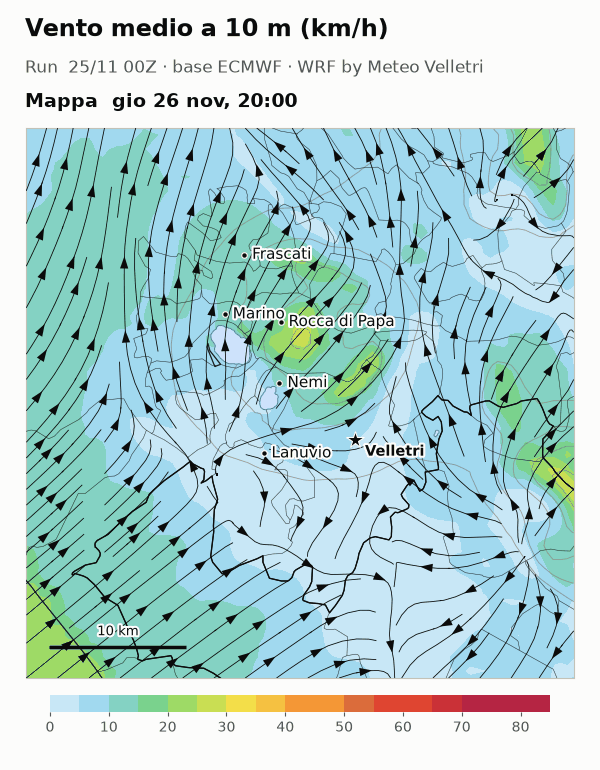 Vento medio a 10 m (km/h)
Run  25/11 00Z · base ECMWF · WRF by Meteo Velletri
Mappa  gio 26 nov, 20:00
Frascati
Marino
Rocca di Papa
Nemi
Velletri
Lanuvio
10 km
0 10 20 30 40 50 60 70 80